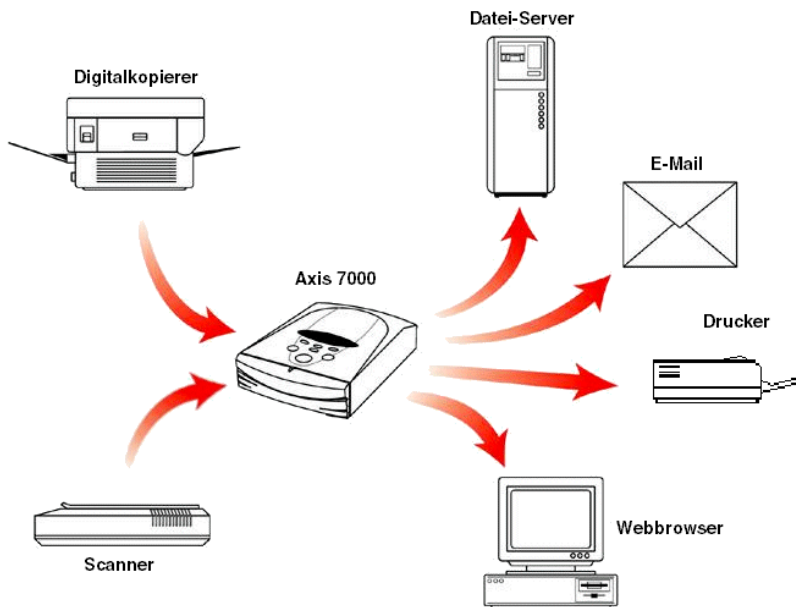 Datei-Server
Digitalkopierer
E-Mail
Axis 7000
Drucker
Webbrowser
Scanner